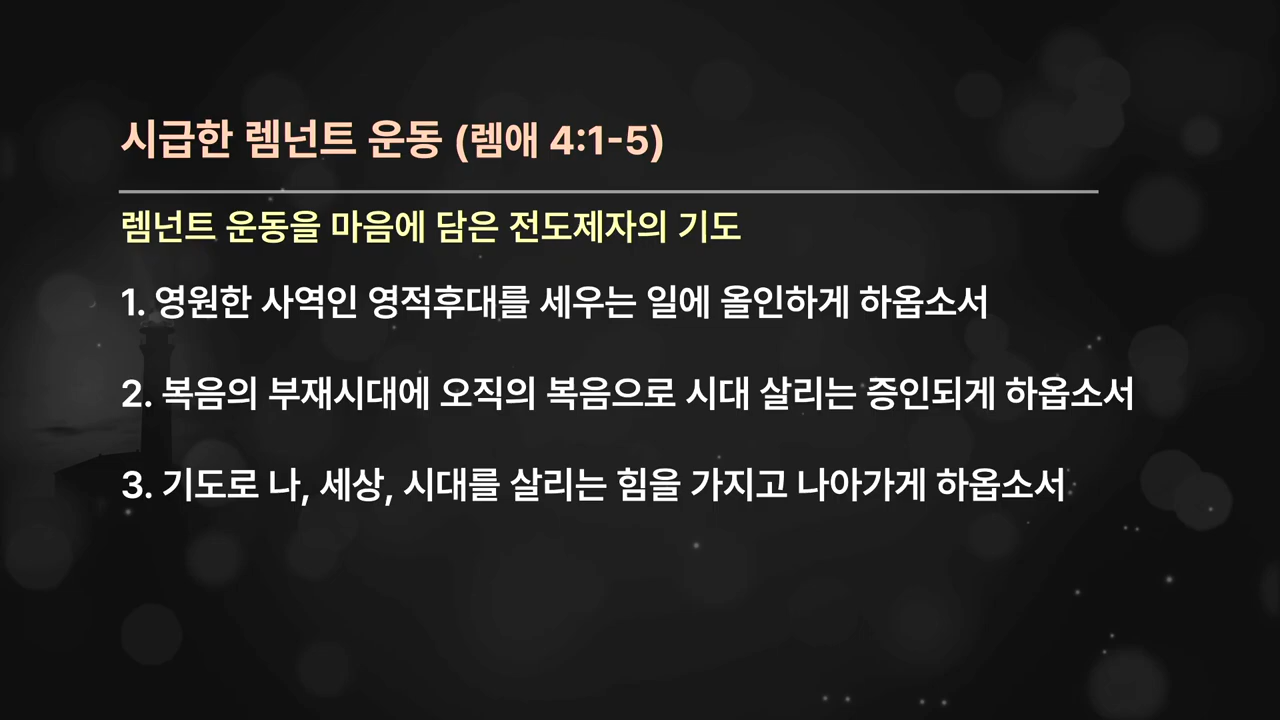 시급한 렘넌트 운동 (렘애 4:1-5)
렘넌트 운동을 마음에 담은 전도제자의 기도
1. 영원한 사역인 영적후대를 세우는 일에 올인하게 하옵소서
2. 복음의 부재시대에 오직의 복음으로 시대 살리는 증인되게 하옵소서
3. 기도로 나, 세상, 시대를 살리는 힘을 가지고 나아가게 하옵소서